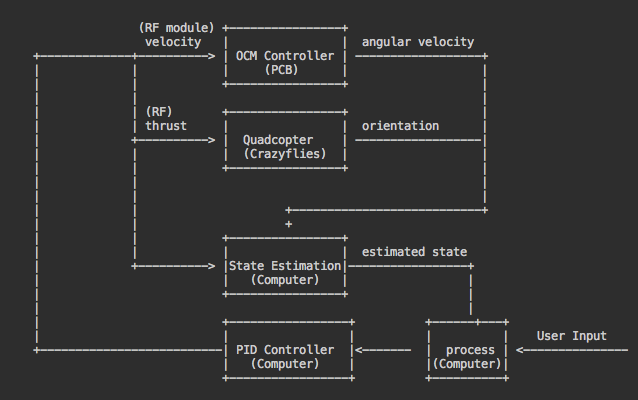 (RF module)
velocity
OCM Controller
(PCB)
angular velocity
(RF)
thrust
Quadcopter
(Crazyflies)
orientation
State Estimation
(Computer)
estimated state
PID Controller
(Computer)
process
(Computer)
User Input